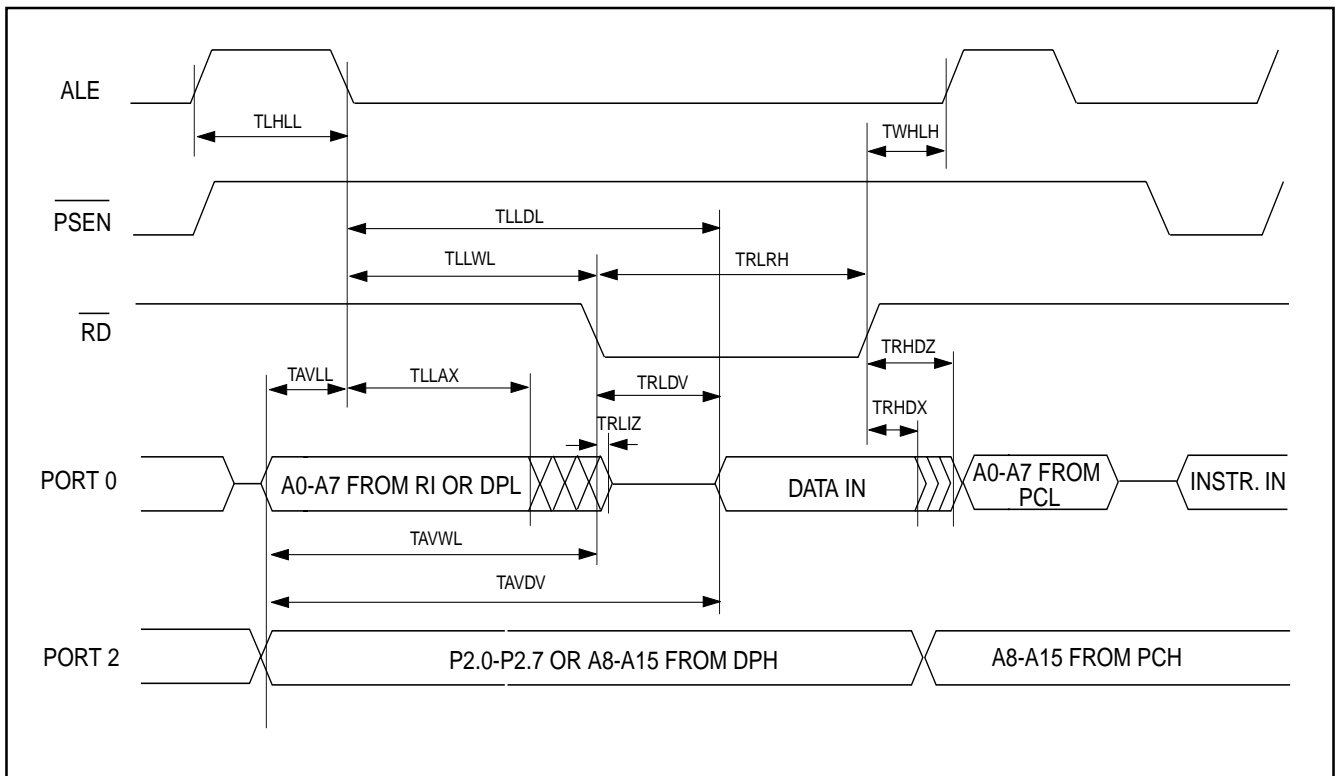 ALE
TLHLL
TWHLH
PSEN
TLLDL
TLLWL
TRLRH
RD
TAVLL
TLLAX
TRLDV
TRHDZ
TRHDX
TRLIZ
PORT 0
A0-A7 FROM RI OR DPL
DATA IN
A0-A7 FROM
PCL
INSTR. IN
TAVWL
TAVDV
PORT 2
P2.0-P2.7 OR A8-A15 FROM DPH
A8-A15 FROM PCH